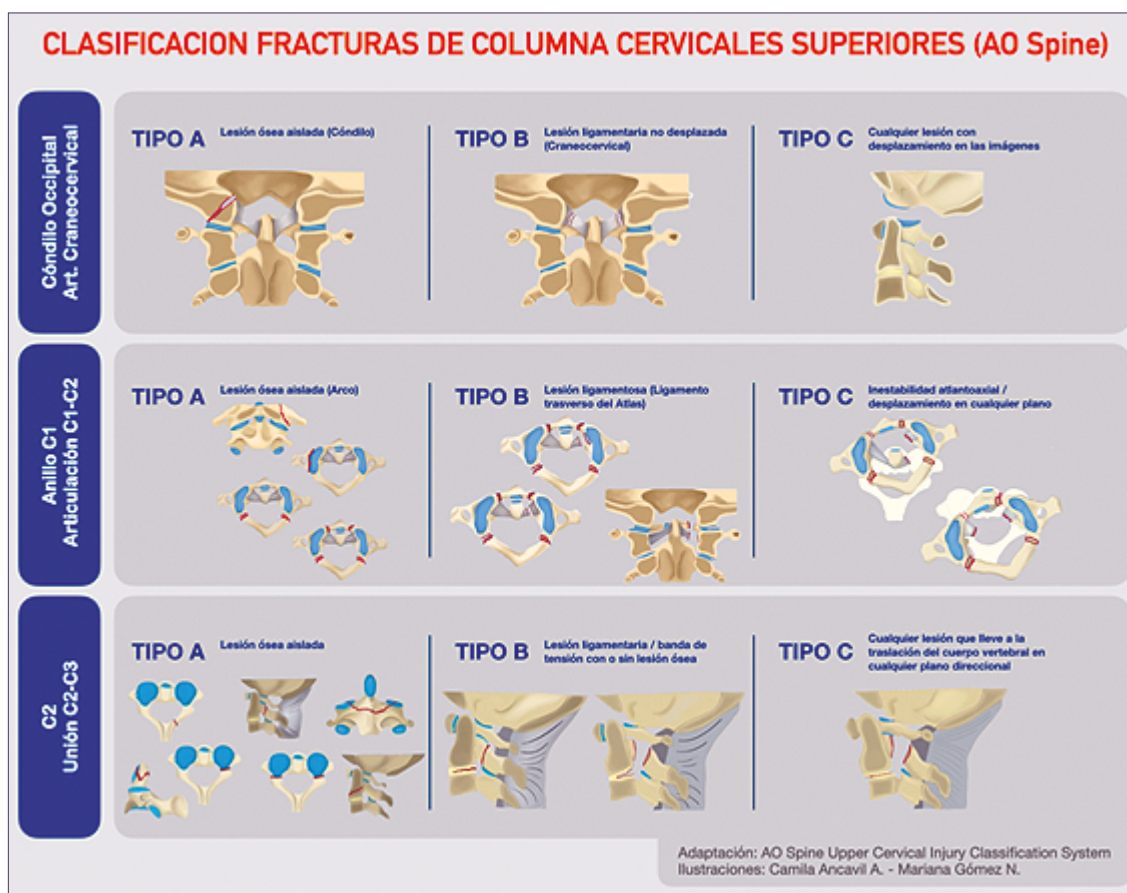 CLASIFICACION FRACTURAS DE COLUMNA CERVICALES SUPERIORES (AO Spine)
Cóndilo Occipital
Art. Craneocervical
TIPO A
Lesión ósea aislada (Cóndilo)
TIPO B
Lesión ligamentaria no desplazada
(Craneocervical)
TIPO C
Cualquier lesión con
desplazamiento en las imágenes
Anillo C1
Articulación C1-C2
TIPO A
Lesión ósea aislada (Arco)
TIPO B
Lesión ligamentosa (Ligamento
trasverso del Atlas)
TIPO C
Inestabilidad atlantoaxial /
desplazamiento en cualquier plano
C2
Unión C2-C3
TIPO A
Lesión ósea aislada
TIPO B
Lesión ligamentaria / banda de
tensión con o sin lesión ósea
TIPO C
Cualquier lesión que lleve a la
traslación del cuerpo vertebral en
cualquier plano direccional
Adaptación: AO Spine Upper Cervical Injury Classification System
Ilustraciones: Camila Ancavil A. - Mariana Gómez N.